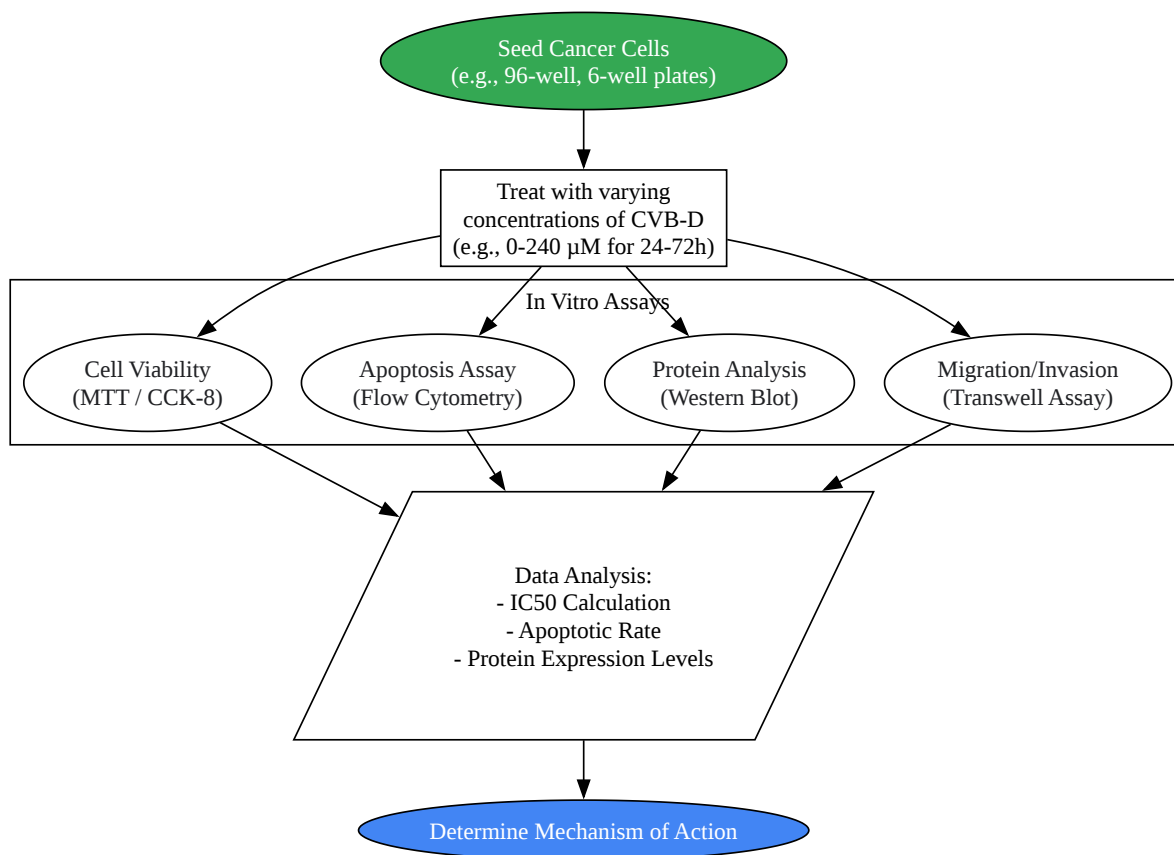 Seed Cancer Cells
(e.g., 96-well, 6-well plates)
Treat with varying
concentrations of CVB-D
(e.g., 0-240 µM for 24-72h)
In Vitro Assays
Cell Viability
(MTT / CCK-8)
Apoptosis Assay
(Flow Cytometry)
Protein Analysis
(Western Blot)
Migration/Invasion
(Transwell Assay)
Data Analysis:
- IC50 Calculation
- Apoptotic Rate
- Protein Expression Levels
Determine Mechanism of Action